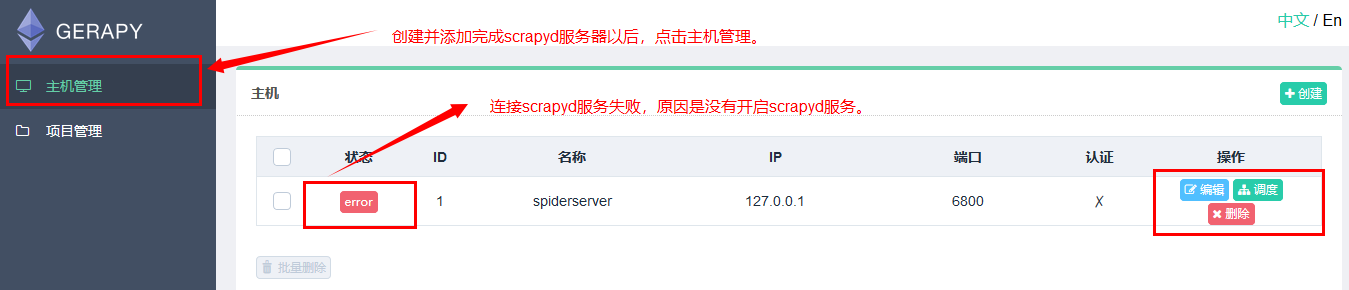 GERAPY
中文 / En
创建并添加完成scrapyd服务器以后，点击主机管理。
主机管理
项目管理
主机
创建
连接scrapyd服务失败，原因是没有开启scrapyd服务。
状态 ID 名称 IP 端口 认证 操作
error 1 spiderserver 127.0.0.1 6800 X 编辑 调度
删除
批量删除